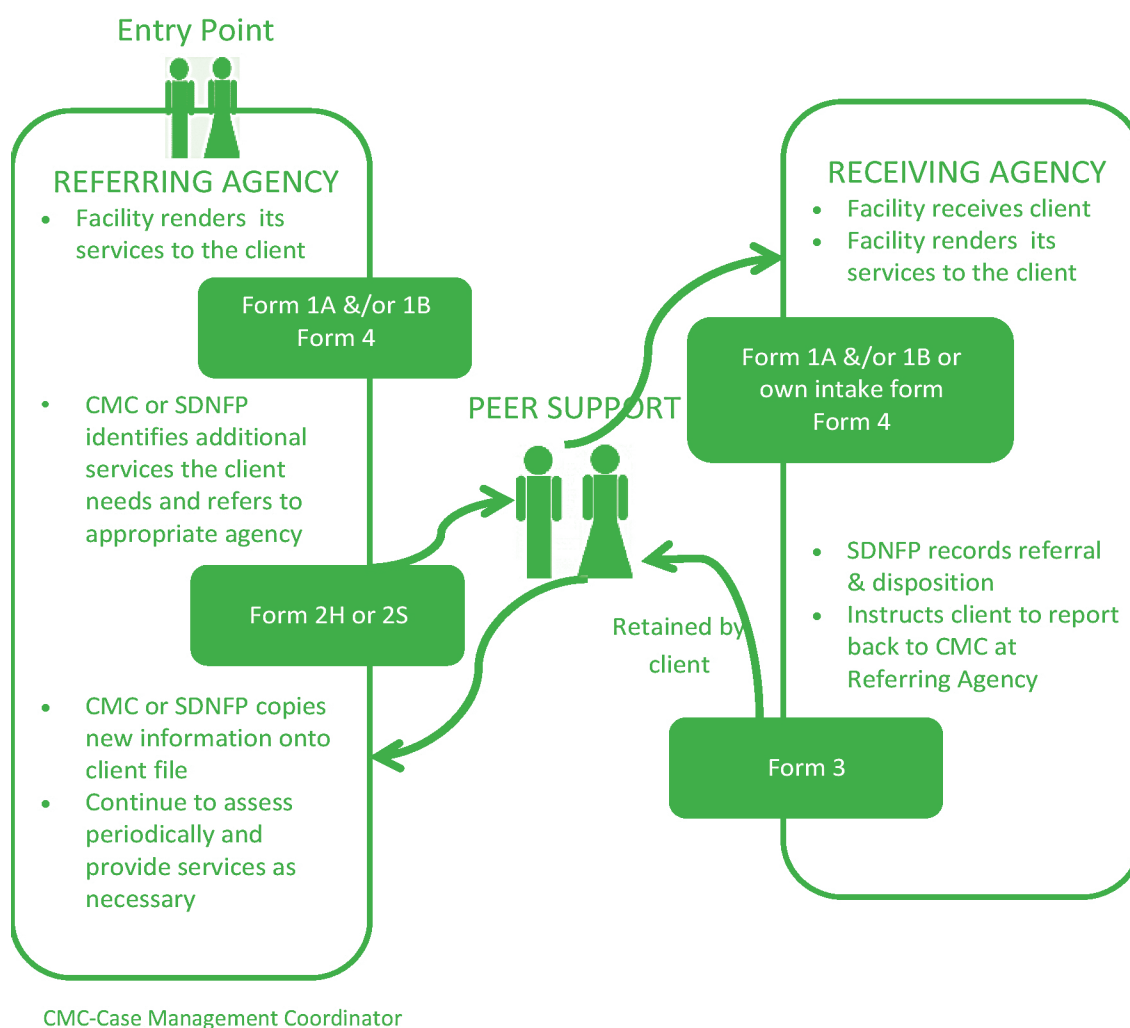 Entry Point
REFERRING AGENCY
• Facility renders its
services to the client
Form 1A &/or 1B
Form 4
• CMC or SDNFP
identifies additional
services the client
needs and refers to
appropriate agency
Form 2H or 2S
• CMC or SDNFP copies
new information onto
client file
• Continue to assess
periodically and
provide services as
necessary
PEER SUPPORT
Retained by
client
RECEIVING AGENCY
• Facility receives client
• Facility renders its
services to the client
Form 1A &/or 1B or
own intake form
Form 4
• SDNFP records referral
& disposition
• Instructs client to report
back to CMC at
Referring Agency
Form 3
CMC-Case Management Coordinator